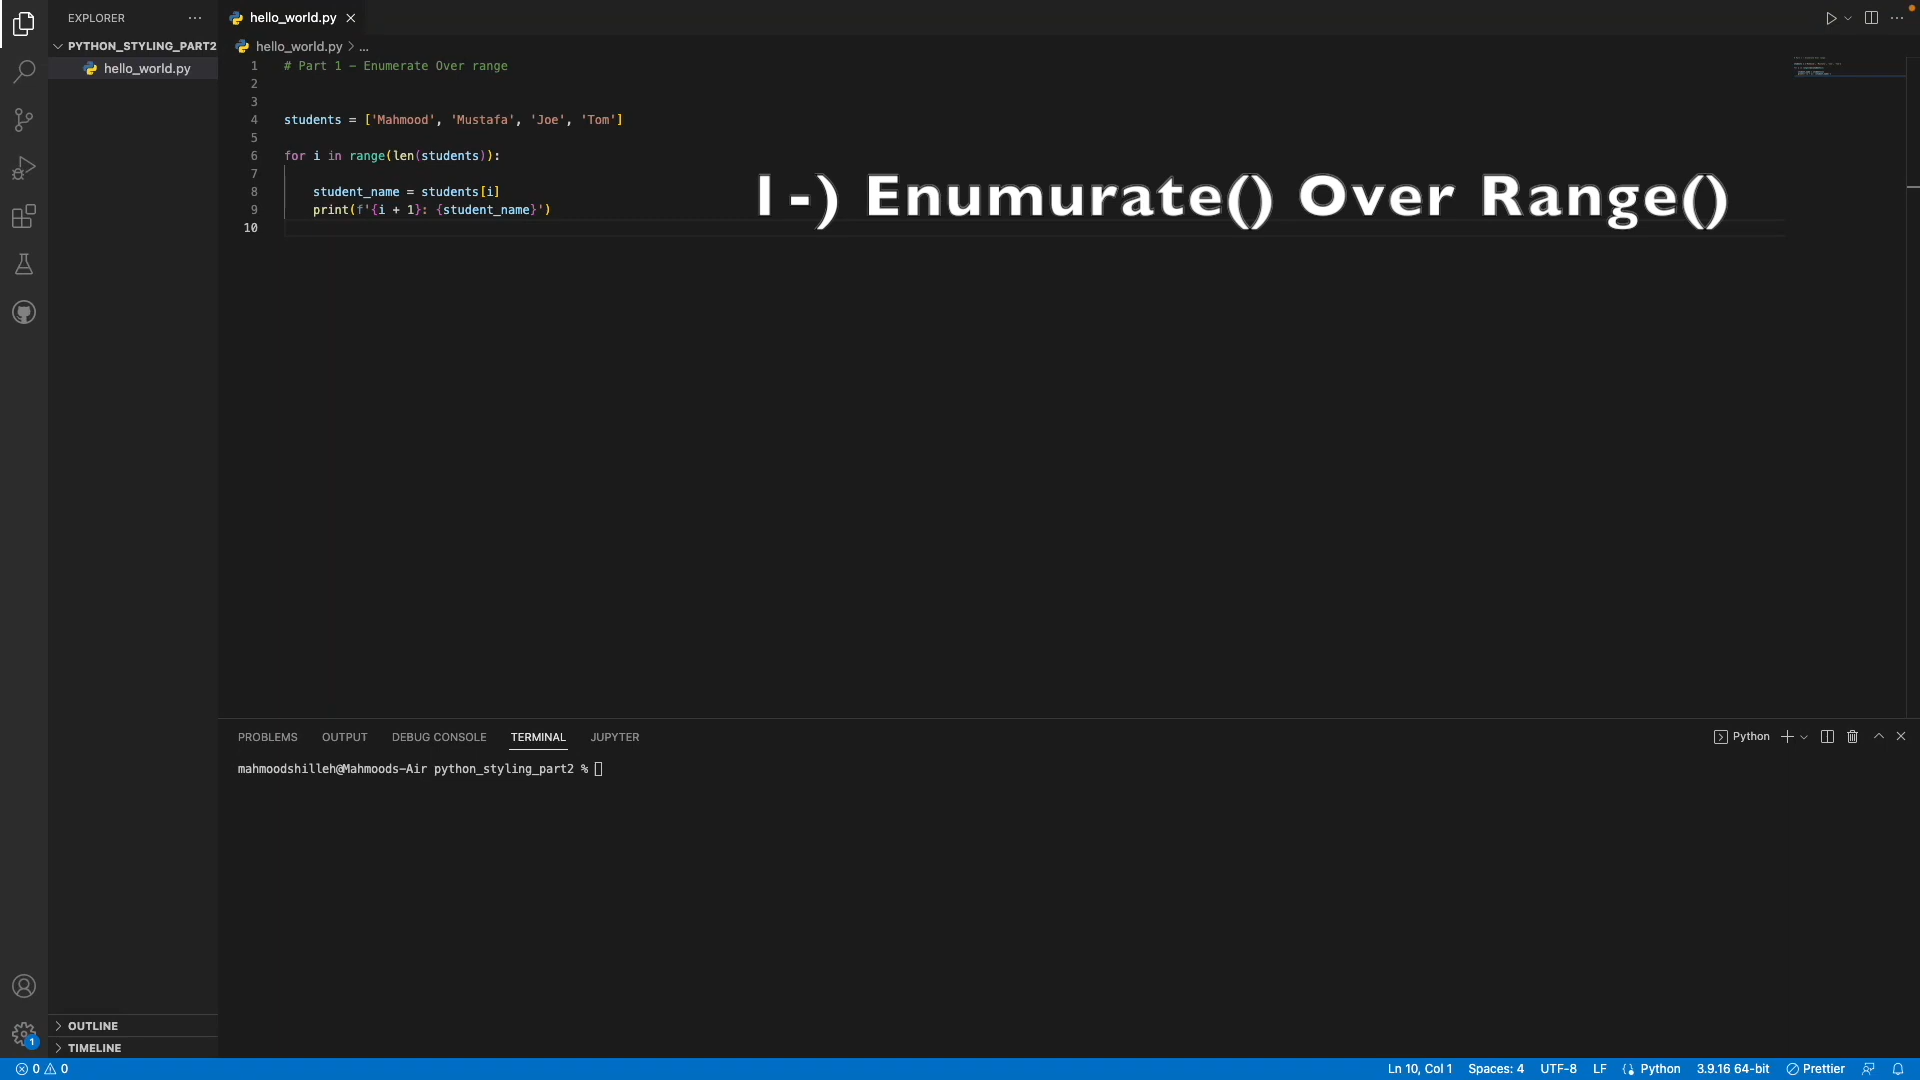 EXPLORER
hello_world.py
PYTHON_STYLING_PART2
hello_world.py
hello_world.py > ...
1 # Part 1 - Enumerate Over range
2
3
4 students = ['Mahmood', 'Mustafa', 'Joe', 'Tom']
5
6 for i in range(len(students)):
7
8 student_name = students[i]
9 print(f'{i + 1}: {student_name}')
10
1-) Enumurate() Over Range()
PROBLEMS OUTPUT DEBUG CONSOLE TERMINAL JUPYTER
Python
mahmoodshilleh@Mahmoods-Air python_styling_part2 %
OUTLINE
1
TIMELINE
0 0
Ln 10, Col 1 Spaces: 4 UTF-8 LF Python 3.9.16 64-bit Prettier